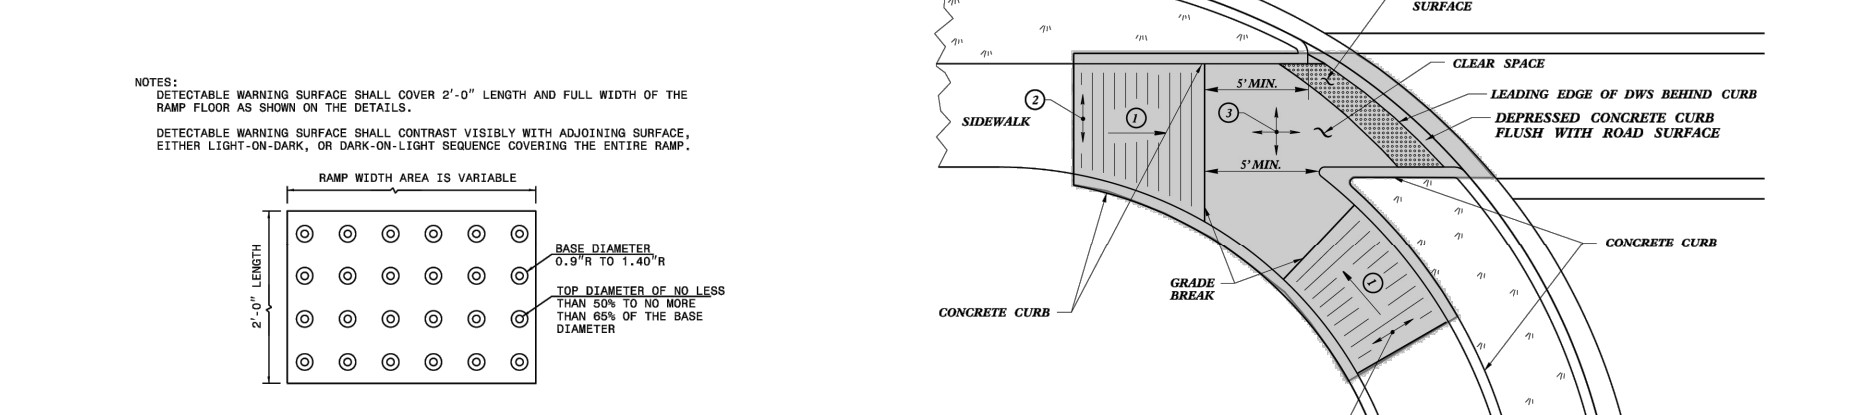 NOTES:
DETECTABLE WARNING SURFACE SHALL COVER 2'-0" LENGTH AND FULL WIDTH OF THE
RAMP FLOOR AS SHOWN ON THE DETAILS.
DETECTABLE WARNING SURFACE SHALL CONTRAST VISIBLY WITH ADJOINING SURFACE,
EITHER LIGHT-ON-DARK, OR DARK-ON-LIGHT SEQUENCE COVERING THE ENTIRE RAMP.
RAMP WIDTH AREA IS VARIABLE
2'-0" LENGTH
BASE DIAMETER
0.9"R TO 1.40"R
TOP DIAMETER OF NO LESS
THAN 50% TO NO MORE
THAN 65% OF THE BASE
DIAMETER
SURFACE
CLEAR SPACE
LEADING EDGE OF DWS BEHIND CURB
DEPRESSED CONCRETE CURB
FLUSH WITH ROAD SURFACE
5' MIN.
2
1
3
SIDEWALK
5' MIN.
CONCRETE CURB
GRADE
BREAK
1
CONCRETE CURB